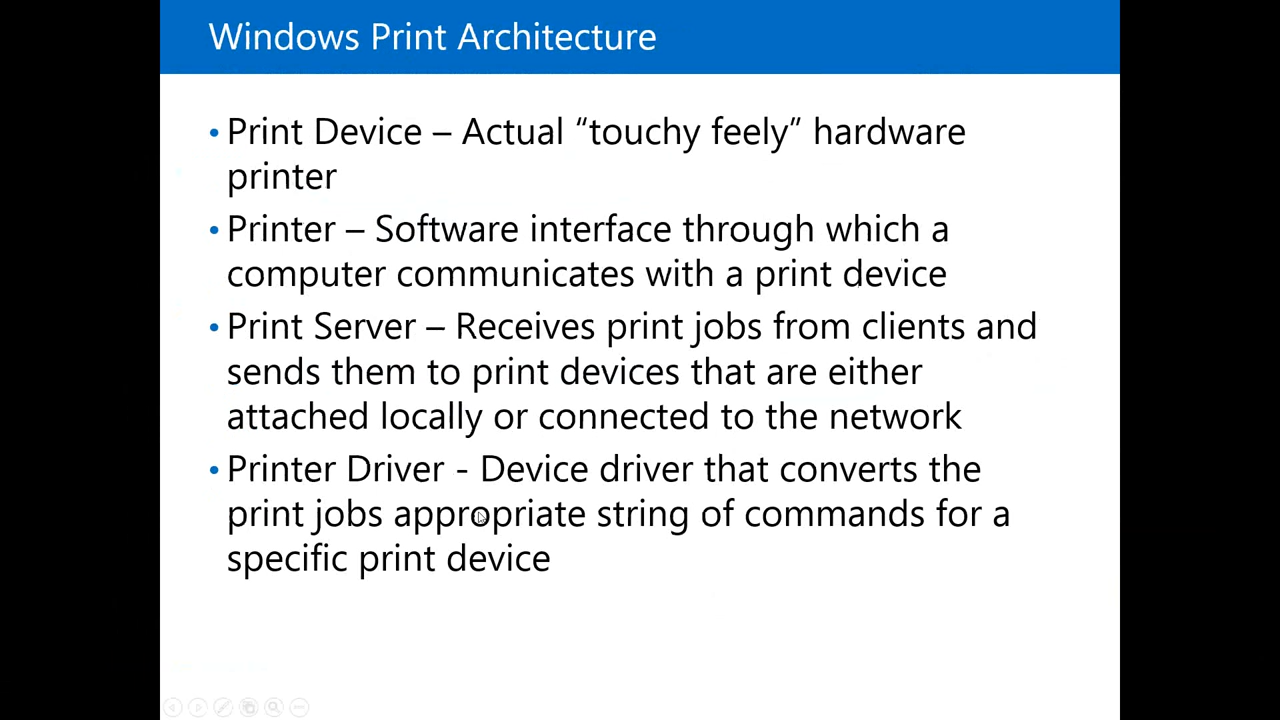 Windows Print Architecture
• Print Device – Actual “touchy feely” hardware
printer
• Printer – Software interface through which a
computer communicates with a print device
• Print Server – Receives print jobs from clients and
sends them to print devices that are either
attached locally or connected to the network
• Printer Driver - Device driver that converts the
print jobs appropriate string of commands for a
specific print device